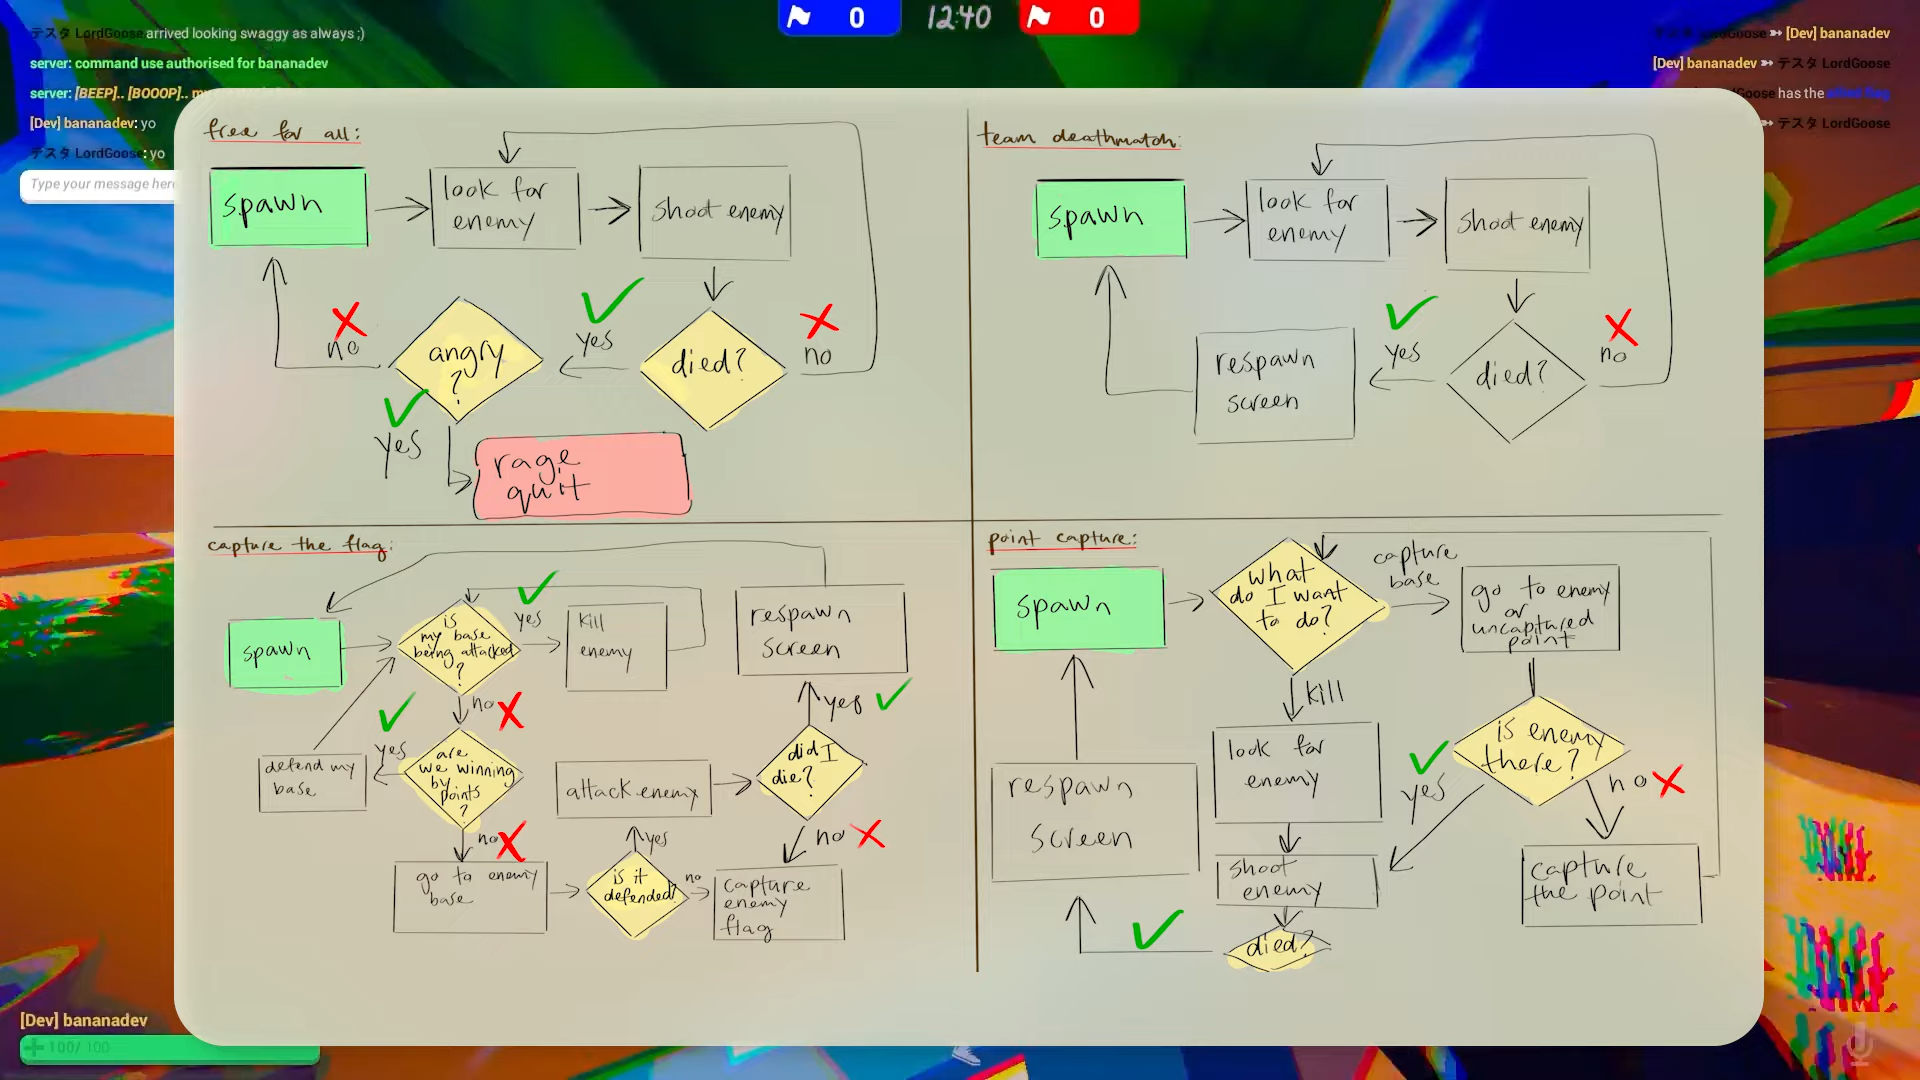 0
12:40
0
テスタ LordGoose arrived looking swaggy as always ;)
server: command use authorised for bananadev
server: [BEEP].. [BOOOP]..
[Dev] bananadev: yo
テスタ LordGoose: yo
Type your message here
[Dev] bananadev
[Dev] bananadev ➳ テスタ LordGoose
has the
テスタ LordGoose
free for all:
spawn
look for
enemy
shoot enemy
died?
no
yes
angry
?
no
yes
rage
quit
team deathmatch:
spawn
look for
enemy
shoot enemy
died?
no
yes
respawn
screen
capture the flag:
spawn
is
my base
being attacked
?
yes
kill
enemy
no
are
we winning
by
points
?
yes
defend my
base
no
go to enemy
base
is it
defended?
yes
attack enemy
no
capture
enemy
flag
did I
die?
yes
no
respawn
screen
point capture:
spawn
what
do I want
to do?
capture
base
go to enemy
or
uncaptured
point
kill
look for
enemy
shoot
enemy
died?
is enemy
there?
yes
no
capture
the point
respawn
screen
[Dev] bananadev
100/ 100